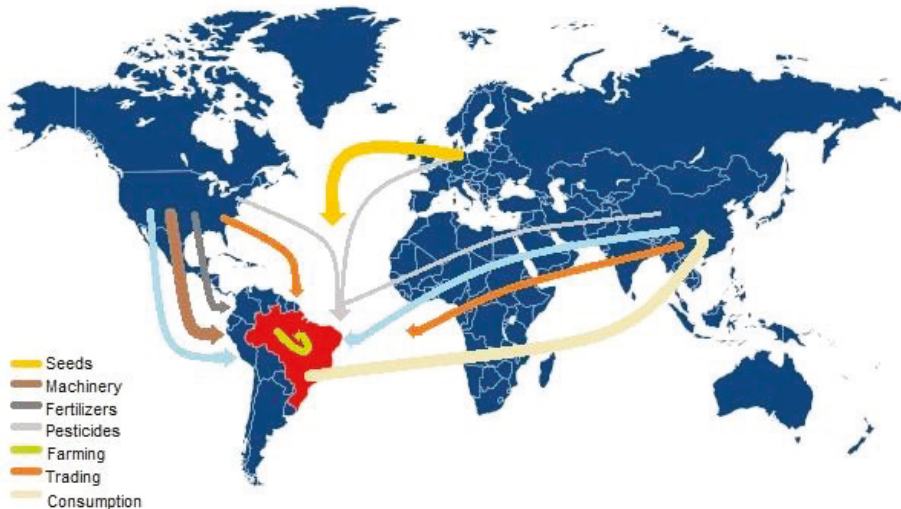 Seeds
Machinery
Fertilizers
Pesticides
Farming
Trading
Consumption